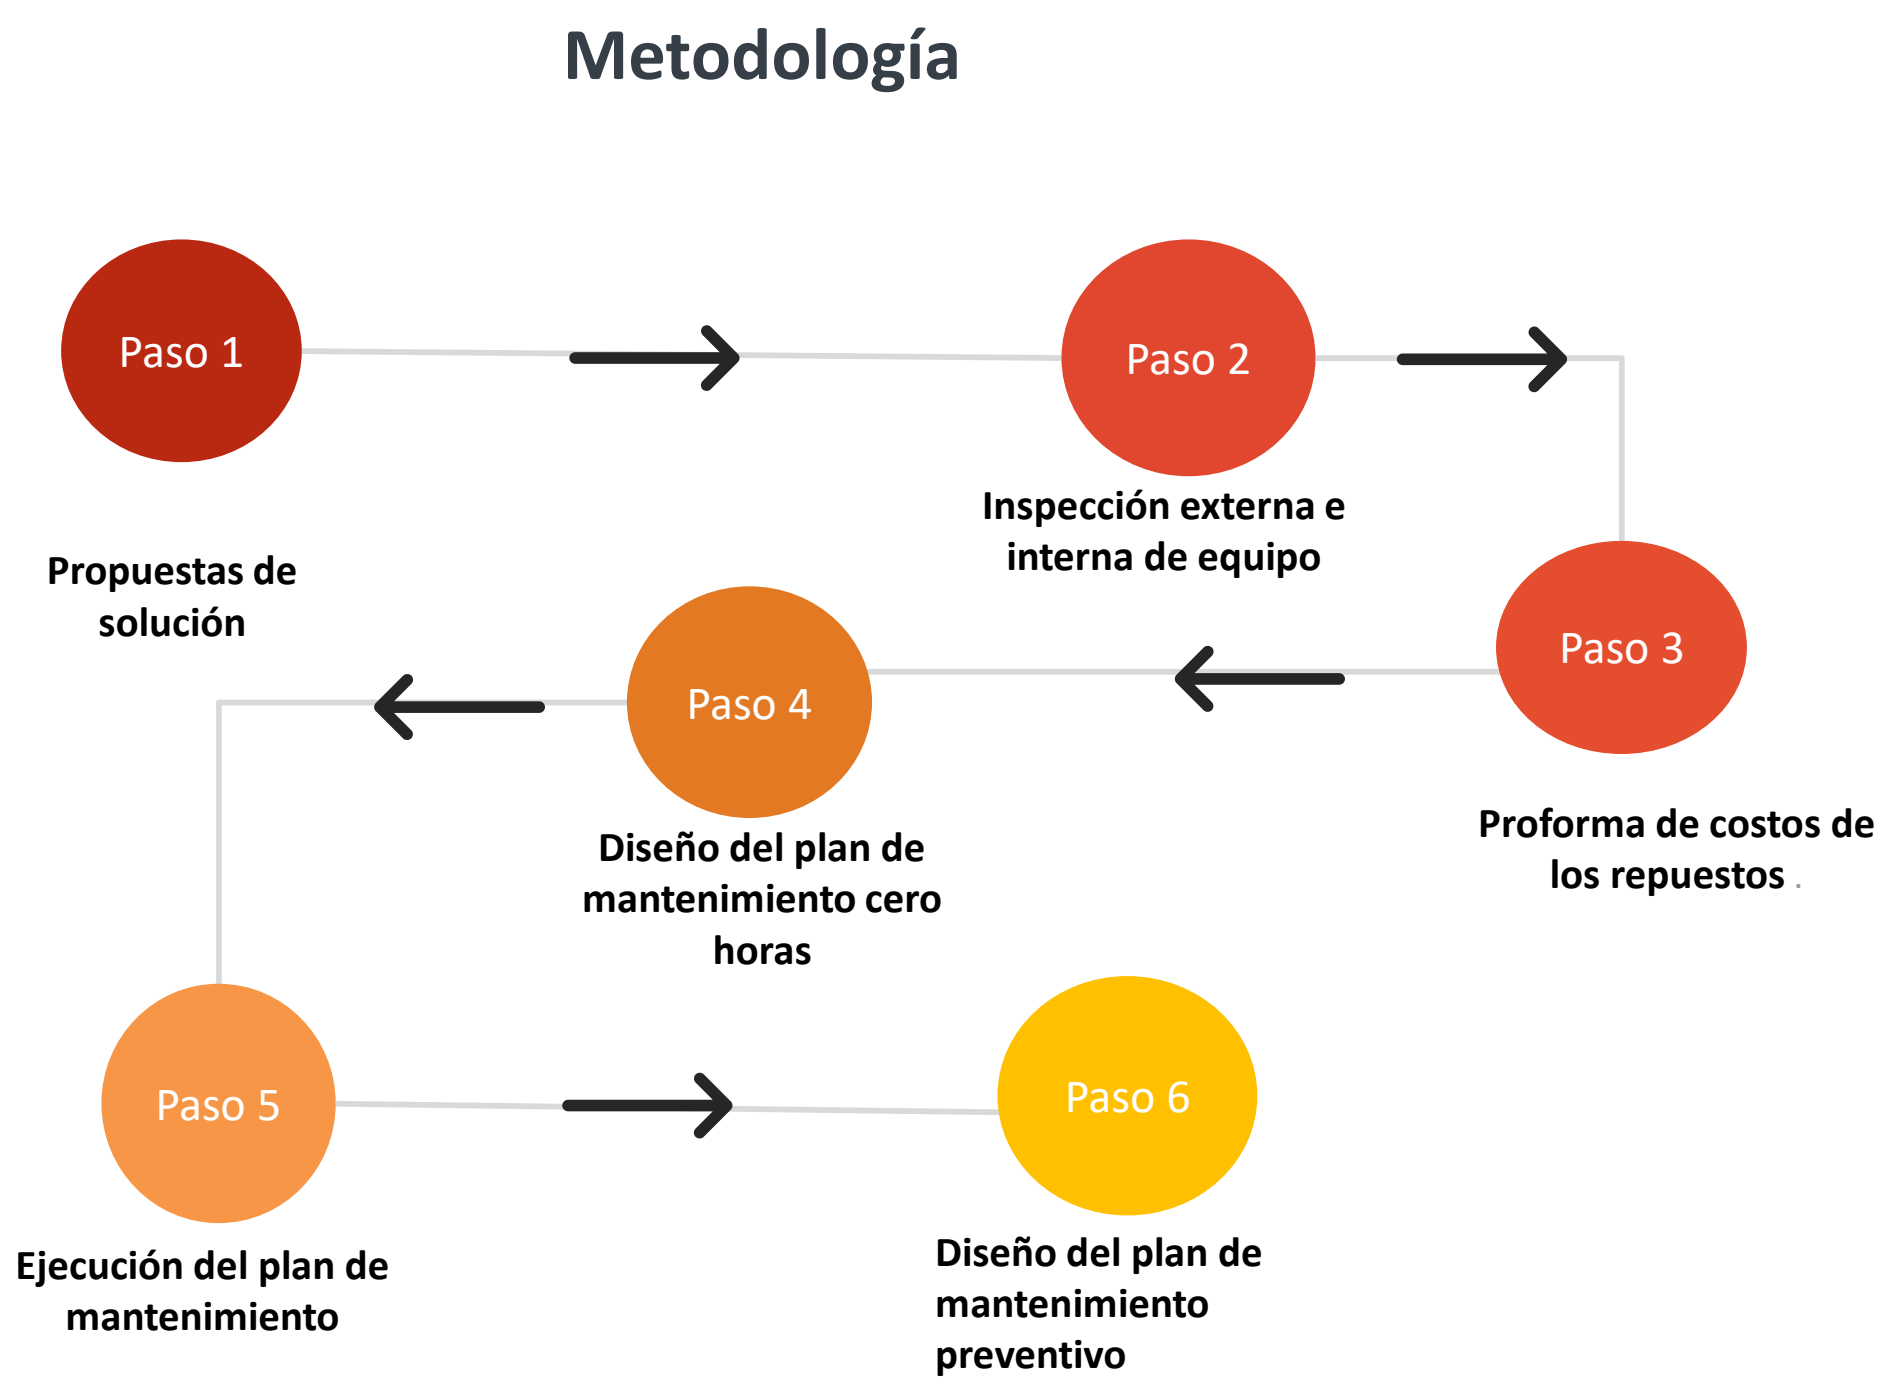 Metodología
Paso 1
Propuestas de
solución
Paso 2
Inspección externa e
interna de equipo
Paso 3
Proforma de costos de
los repuestos .
Paso 4
Diseño del plan de
mantenimiento cero
horas
Paso 5
Ejecución del plan de
mantenimiento
Paso 6
Diseño del plan de
mantenimiento
preventivo